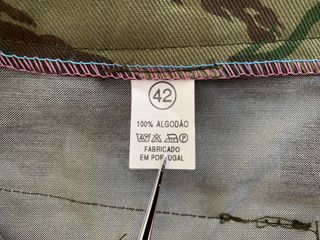 42
100% ALGODÃO
P
FABRICADO
EM PORTUGAL